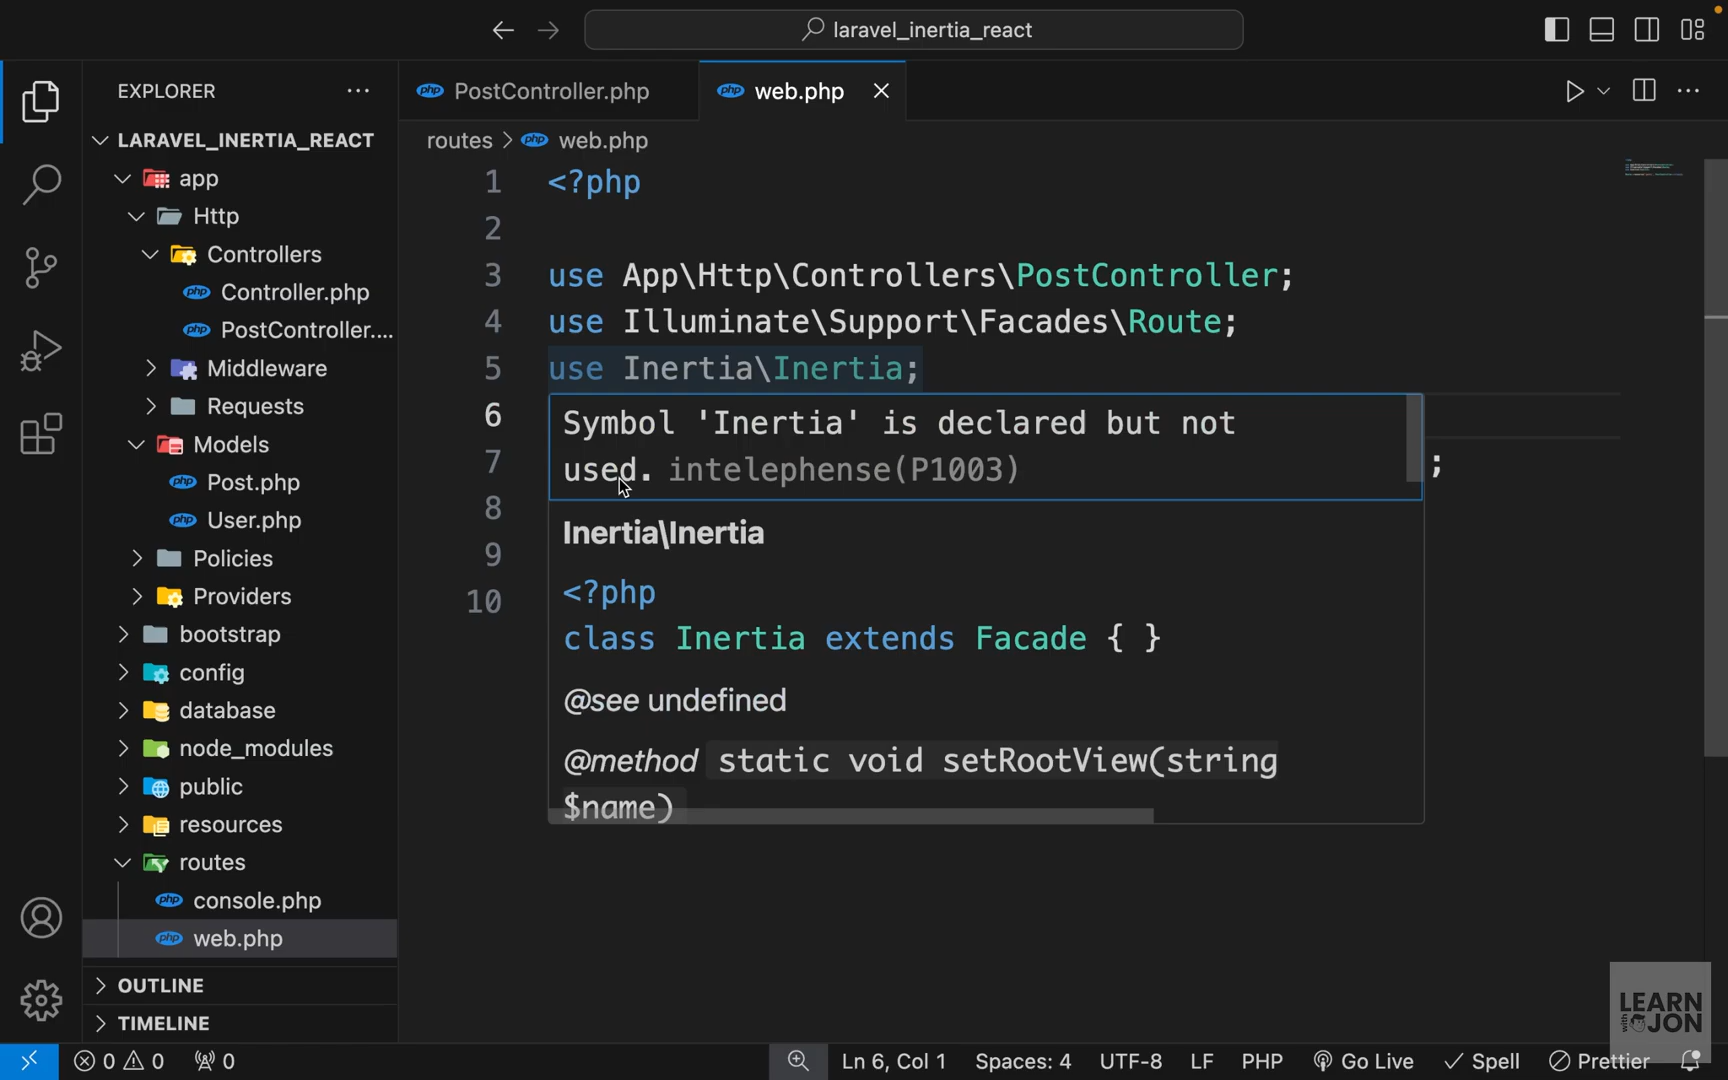 laravel_inertia_react
EXPLORER
LARAVEL_INERTIA_REACT
app
Http
Controllers
Controller.php
PostController....
Middleware
Requests
Models
Post.php
User.php
Policies
Providers
bootstrap
config
database
node_modules
public
resources
routes
console.php
web.php
OUTLINE
TIMELINE
PostController.php
web.php
routes > web.php
1 <?php
2
3 use App\Http\Controllers\PostController;
4 use Illuminate\Support\Facades\Route;
5 use Inertia\Inertia;
6
7 ;
8
9
10
Symbol 'Inertia' is declared but not
used. intelephense(P1003)
Inertia\Inertia
<?php
class Inertia extends Facade { }
@see undefined
@method static void setRootView(string
$name)
LEARN
with JON
0 0 0 Ln 6, Col 1 Spaces: 4 UTF-8 LF PHP Go Live Spell Prettier